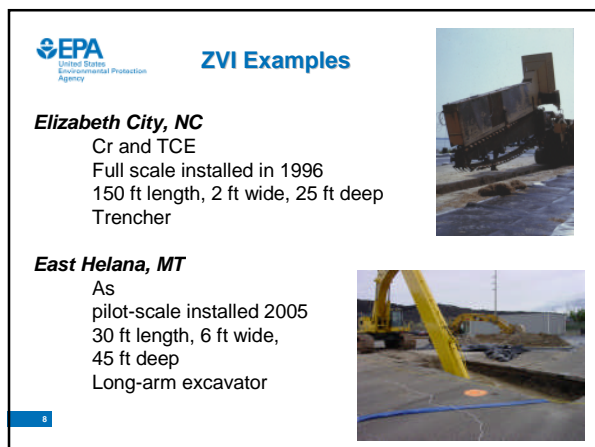 EPA
United States
Environmental Protection
Agency
ZVI Examples
Elizabeth City, NC
Cr and TCE
Full scale installed in 1996
150 ft length, 2 ft wide, 25 ft deep
Trencher
East Helana, MT
As
pilot-scale installed 2005
30 ft length, 6 ft wide,
45 ft deep
Long-arm excavator
8